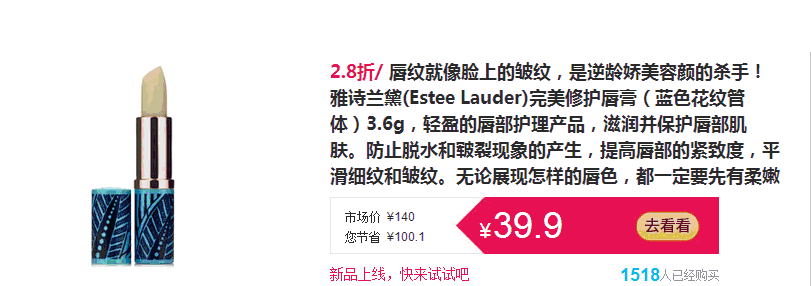 2.8折/ 唇纹就像脸上的皱纹，是逆龄娇美容颜的杀手！
雅诗兰黛(Estee Lauder)完美修护唇膏（蓝色花纹管
体）3.6g，轻盈的唇部护理产品，滋润并保护唇部肌
肤。防止脱水和皲裂现象的产生，提高唇部的紧致度，平
滑细纹和皱纹。无论展现怎样的唇色，都一定要先有柔嫩
市场价 ¥140
您节省 ¥100.1
¥39.9
去看看
新品上线，快来试试吧
1518人已经购买